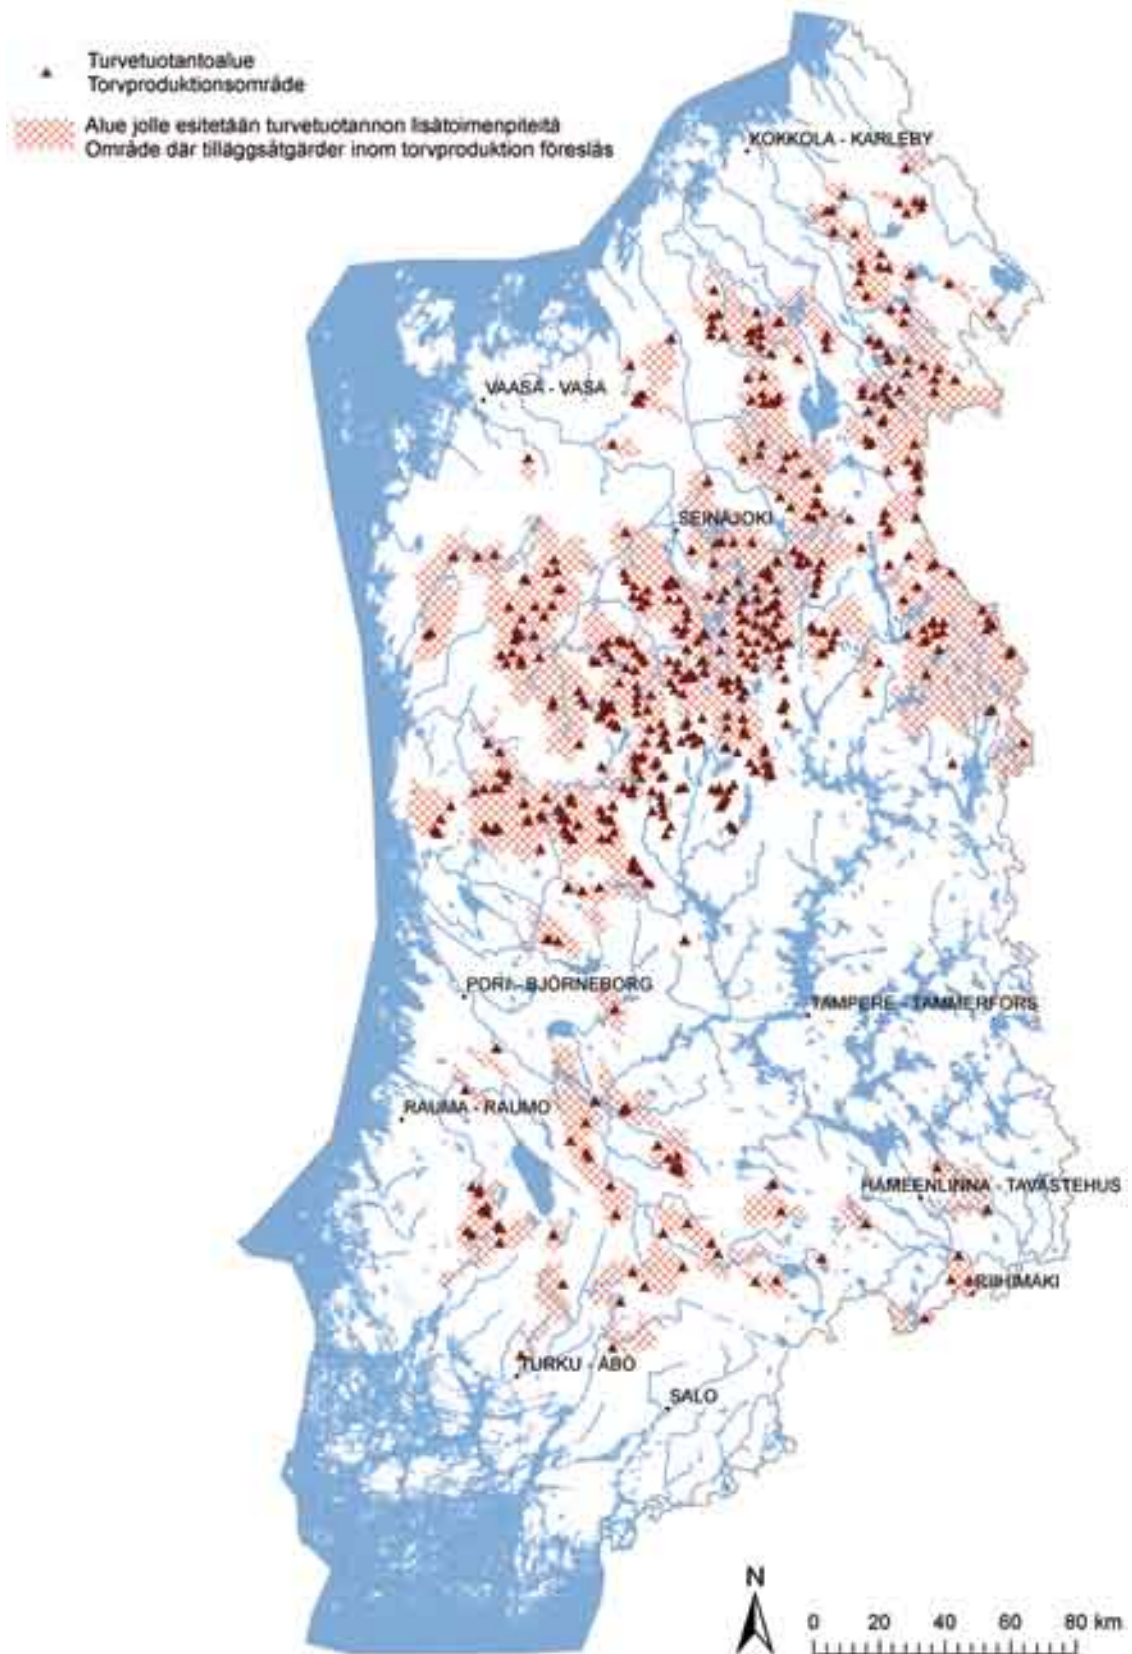 Turvetuotantoalue
Torvproduktionsområde
Alue jolle esitetään turvetuotannon lisätoimenpiteitä
Område där tilläggsåtgärder inom torvproduktion föreslås
KOKKOLA - KARLEBY
VAASA - VASA
SEINÄJOKI
PORI - BJÖRNEBORG
TAMPERE - TAMMERFORS
RAUMA - RAUMO
HÄMEENLINNA - TAVASTEHUS
RIIHIMÄKI
TURKU - ÅBO
SALO
N
0 20 40 60 80 km